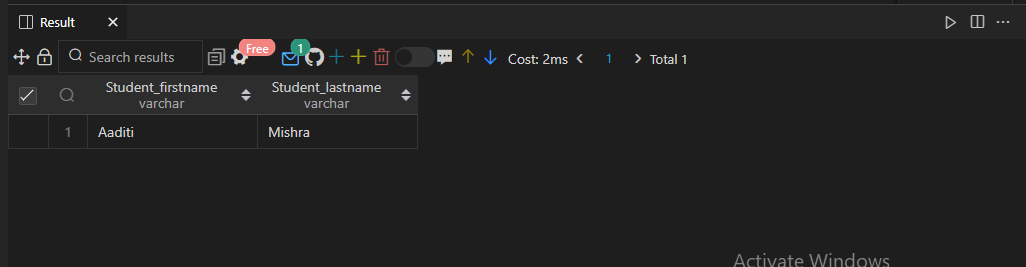 Result
Search results
Free
1
Cost: 2ms
1
Total 1
Student_firstname
varchar
Student_lastname
varchar
1
Aaditi
Mishra
Activate Windows